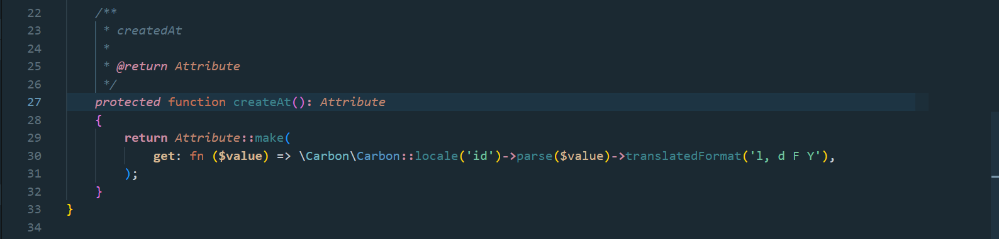 22 /**
23 * createdAt
24 *
25 * @return Attribute
26 */
27 protected function createAt(): Attribute
28 {
29 return Attribute::make(
30 get: fn ($value) => \Carbon\Carbon::locale('id')->parse($value)->translatedFormat('l, d F Y'),
31 );
32 }
33 }
34